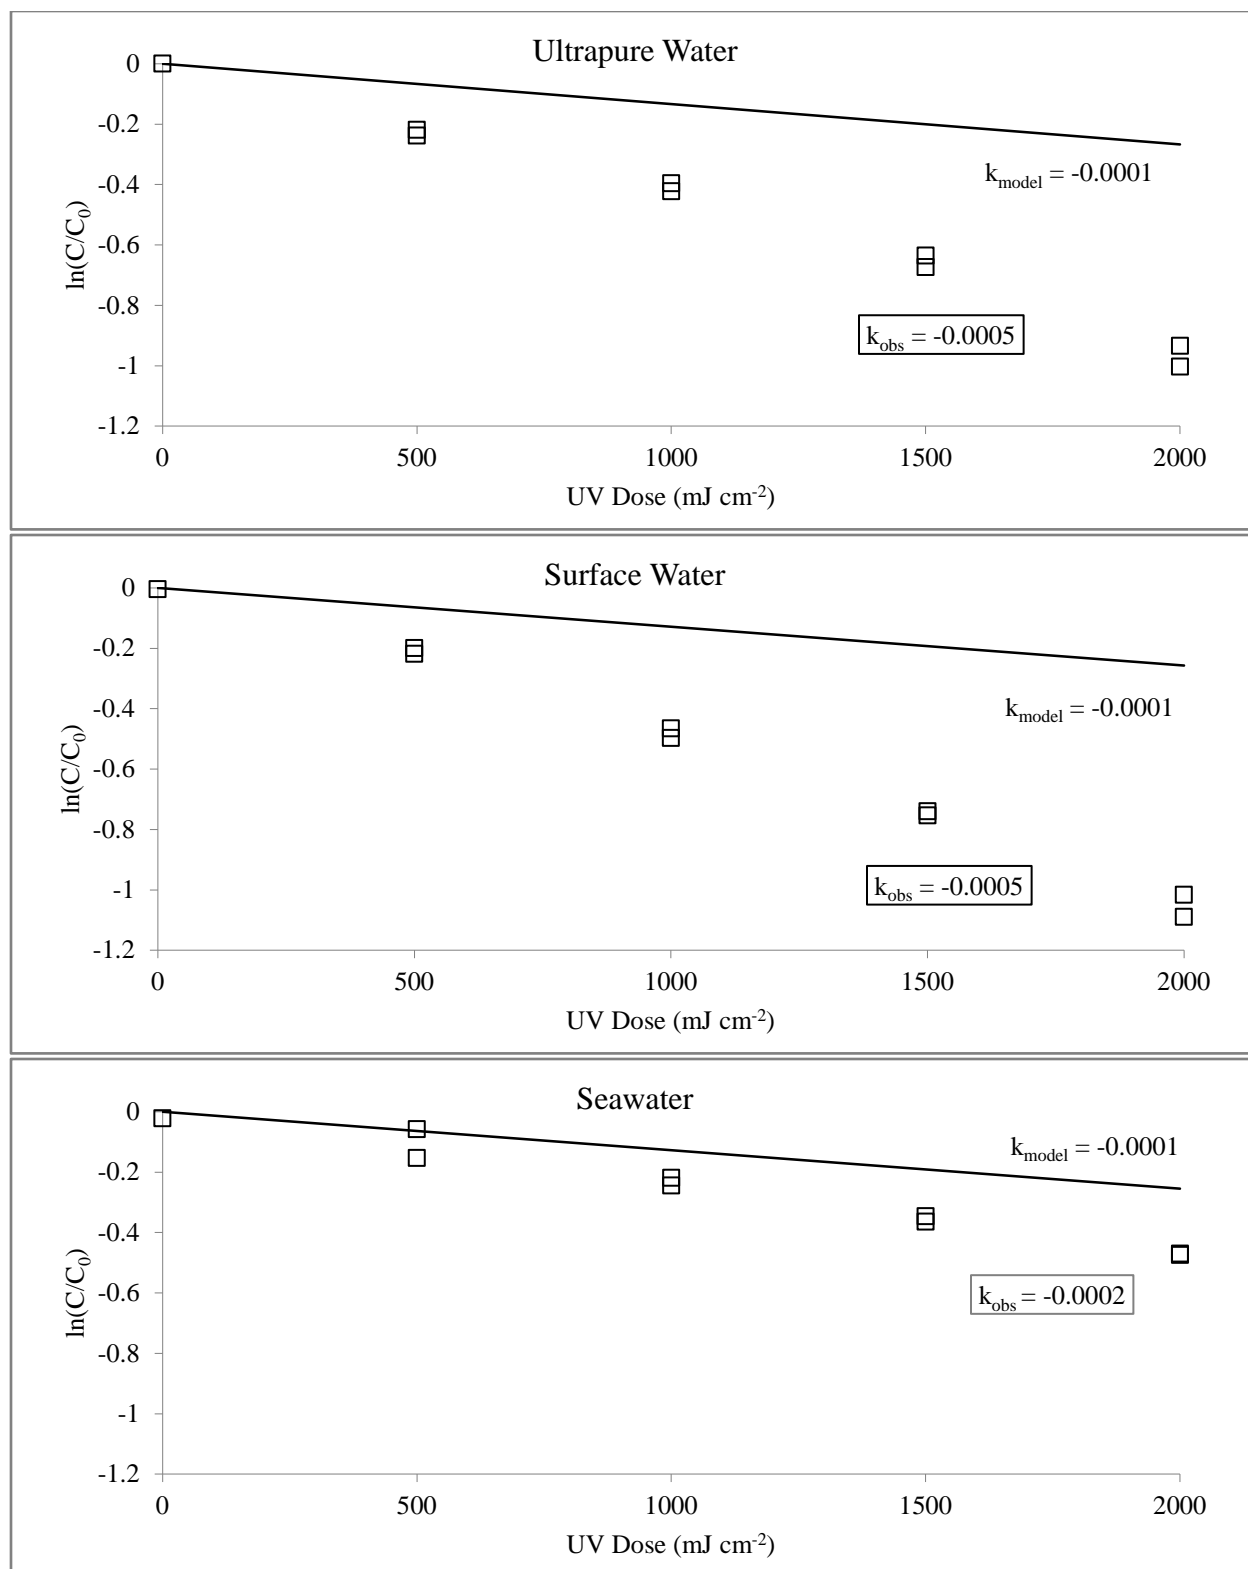 Ultrapure Water
0
-0.2
-0.4
-0.6
-0.8
-1
-1.2
ln(C/C0)
kmodel = -0.0001
kobs = -0.0005
0 500 1000 1500 2000
UV Dose (mJ cm-2)
Surface Water
0
-0.2
-0.4
-0.6
-0.8
-1
-1.2
ln(C/C0)
kmodel = -0.0001
kobs = -0.0005
0 500 1000 1500 2000
UV Dose (mJ cm-2)
Seawater
0
-0.2
-0.4
-0.6
-0.8
-1
-1.2
ln(C/C0)
kmodel = -0.0001
kobs = -0.0002
0 500 1000 1500 2000
UV Dose (mJ cm-2)